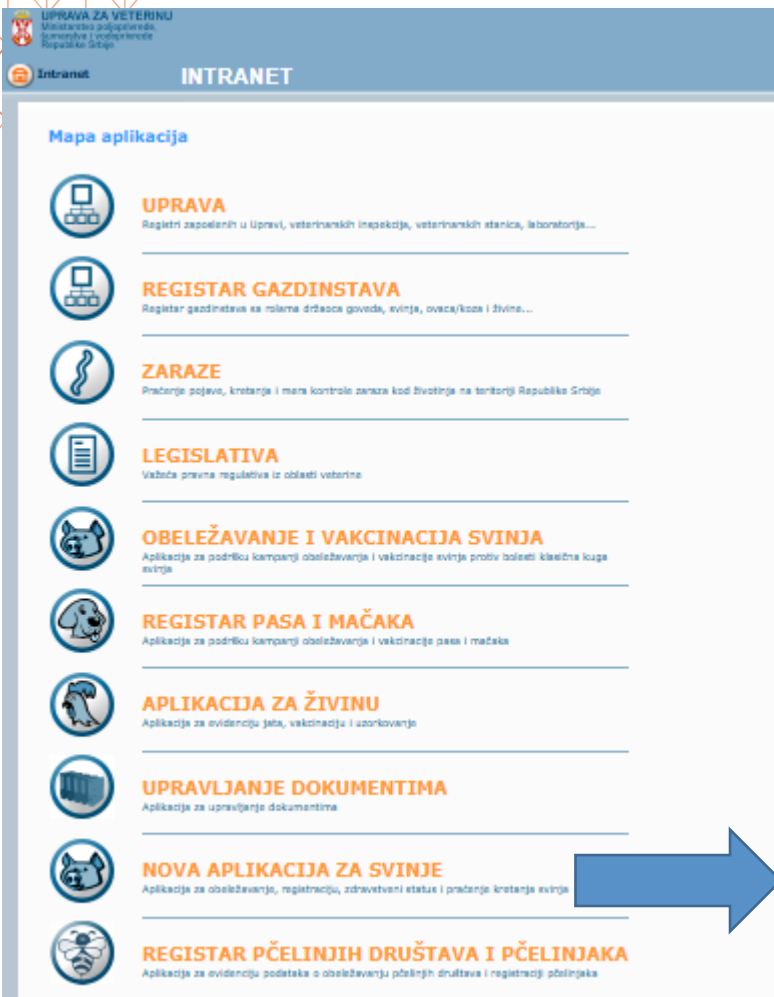 UPRAVA ZA VETERINU
Ministarstvo poljoprivrede,
šumarstva i vodoprivrede
Republike Srbije
Intranet
INTRANET
Mapa aplikacija
UPRAVA
Registri zaposlenih u Upravi, veterinarskih inspekcija, veterinarskih stanica, laboratorija...
REGISTAR GAZDINSTAVA
Registar gazdinstava sa rolama držaoca goveda, svinja, ovaca/koza i živine...
ZARAZE
Praćenje pojave, kretanja i mera kontrole zaraza kod životinja na teritoriji Republike Srbije
LEGISLATIVA
Važeća pravna regulativa iz oblasti veterine
OBELEŽAVANJE I VAKCINACIJA SVINJA
Aplikacija za podršku kampanji obeležavanja i vakcinacije svinja protiv bolesti klasična kuga
svinja
REGISTAR PASA I MAČAKA
Aplikacija za podršku kampanji obeležavanja i vakcinacije pasa i mačaka
APLIKACIJA ZA ŽIVINU
Aplikacija za evidenciju jata, vakcinaciju i uzorkovanje
UPRAVLJANJE DOKUMENTIMA
Aplikacija za upravljanje dokumentima
NOVA APLIKACIJA ZA SVINJE
Aplikacija za obeležavanje, registraciju, zdravstveni status i praćenje kretanja svinja
REGISTAR PČELINJIH DRUŠTAVA I PČELINJAKA
Aplikacija za evidenciju podataka o obeležavanju pčelinjih društava i registraciji pčelinjaka